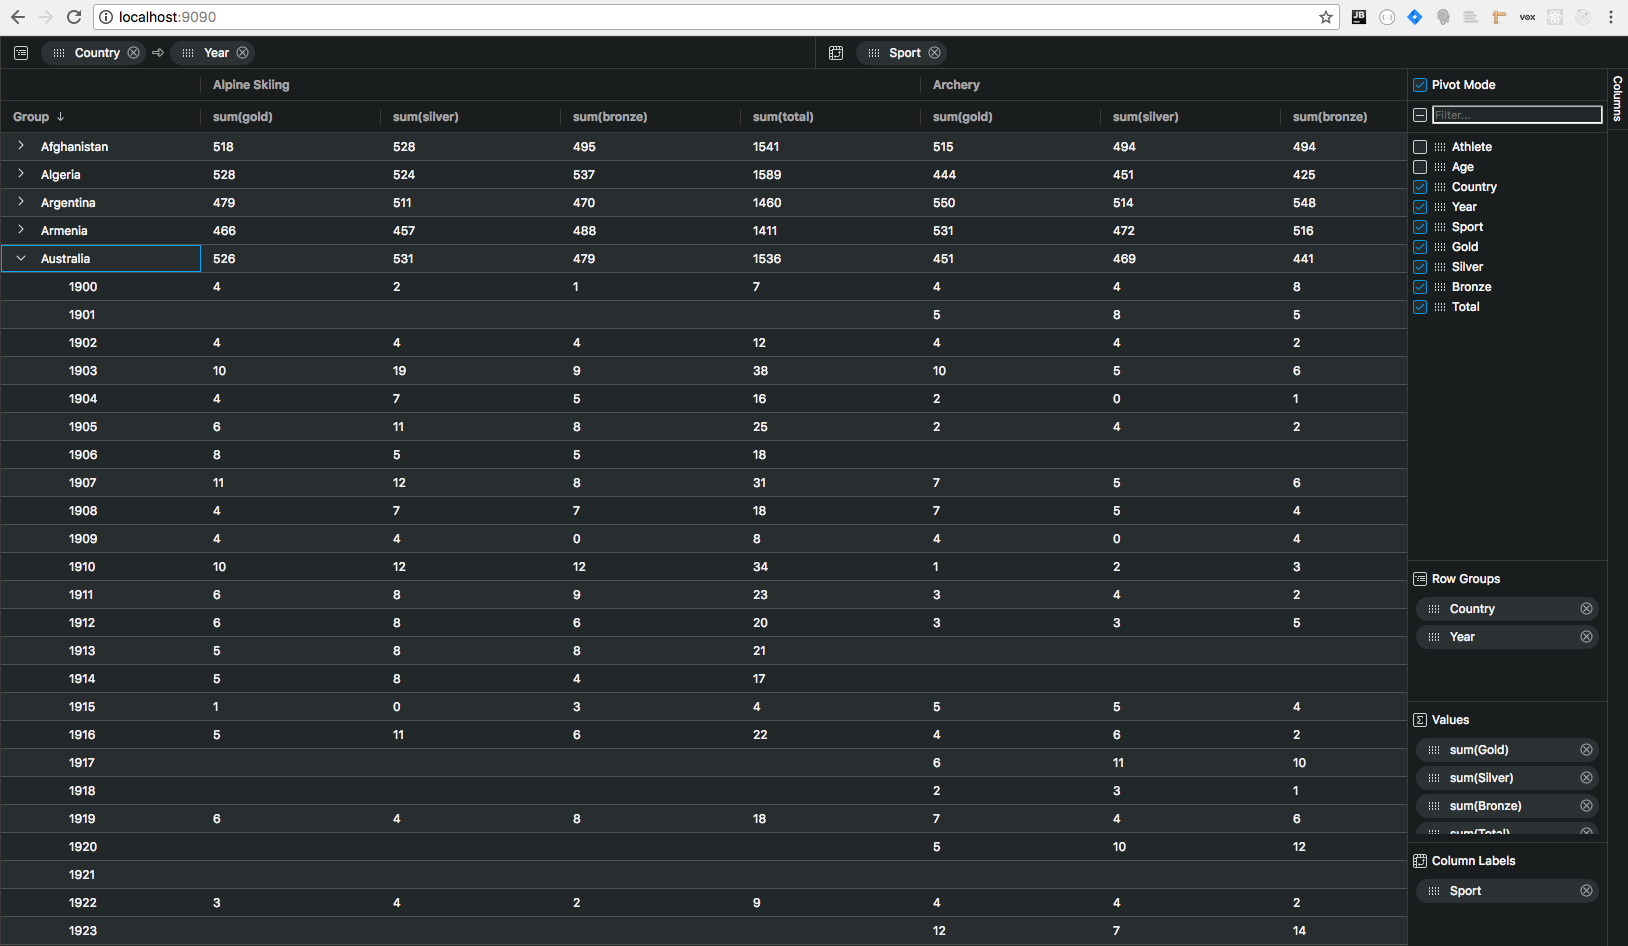 localhost:9090
JB
vox
Country Year Sport
Alpine Skiing Archery
Group sum(gold) sum(silver) sum(bronze) sum(total) sum(gold) sum(silver) sum(bronze)
Afghanistan 518 528 495 1541 515 494 494
Algeria 528 524 537 1589 444 451 425
Argentina 479 511 470 1460 550 514 548
Armenia 466 457 488 1411 531 472 516
Australia 526 531 479 1536 451 469 441
1900 4 2 1 7 4 4 8
1901 5 8 5
1902 4 4 4 12 4 4 2
1903 10 19 9 38 10 5 6
1904 4 7 5 16 2 0 1
1905 6 11 8 25 2 4 2
1906 8 5 5 18
1907 11 12 8 31 7 5 6
1908 4 7 7 18 7 5 4
1909 4 4 0 8 4 0 4
1910 10 12 12 34 1 2 3
1911 6 8 9 23 3 4 2
1912 6 8 6 20 3 3 5
1913 5 8 8 21
1914 5 8 4 17
1915 1 0 3 4 5 5 4
1916 5 11 6 22 4 6 2
1917 6 11 10
1918 2 3 1
1919 6 4 8 18 7 4 6
1920 5 10 12
1921
1922 3 4 2 9 4 4 2
1923 12 7 14
Pivot Mode
Filter...
Athlete
Age
Country
Year
Sport
Gold
Silver
Bronze
Total
Row Groups
Country
Year
Values
sum(Gold)
sum(Silver)
sum(Bronze)
sum(Total)
Column Labels
Sport
Columns